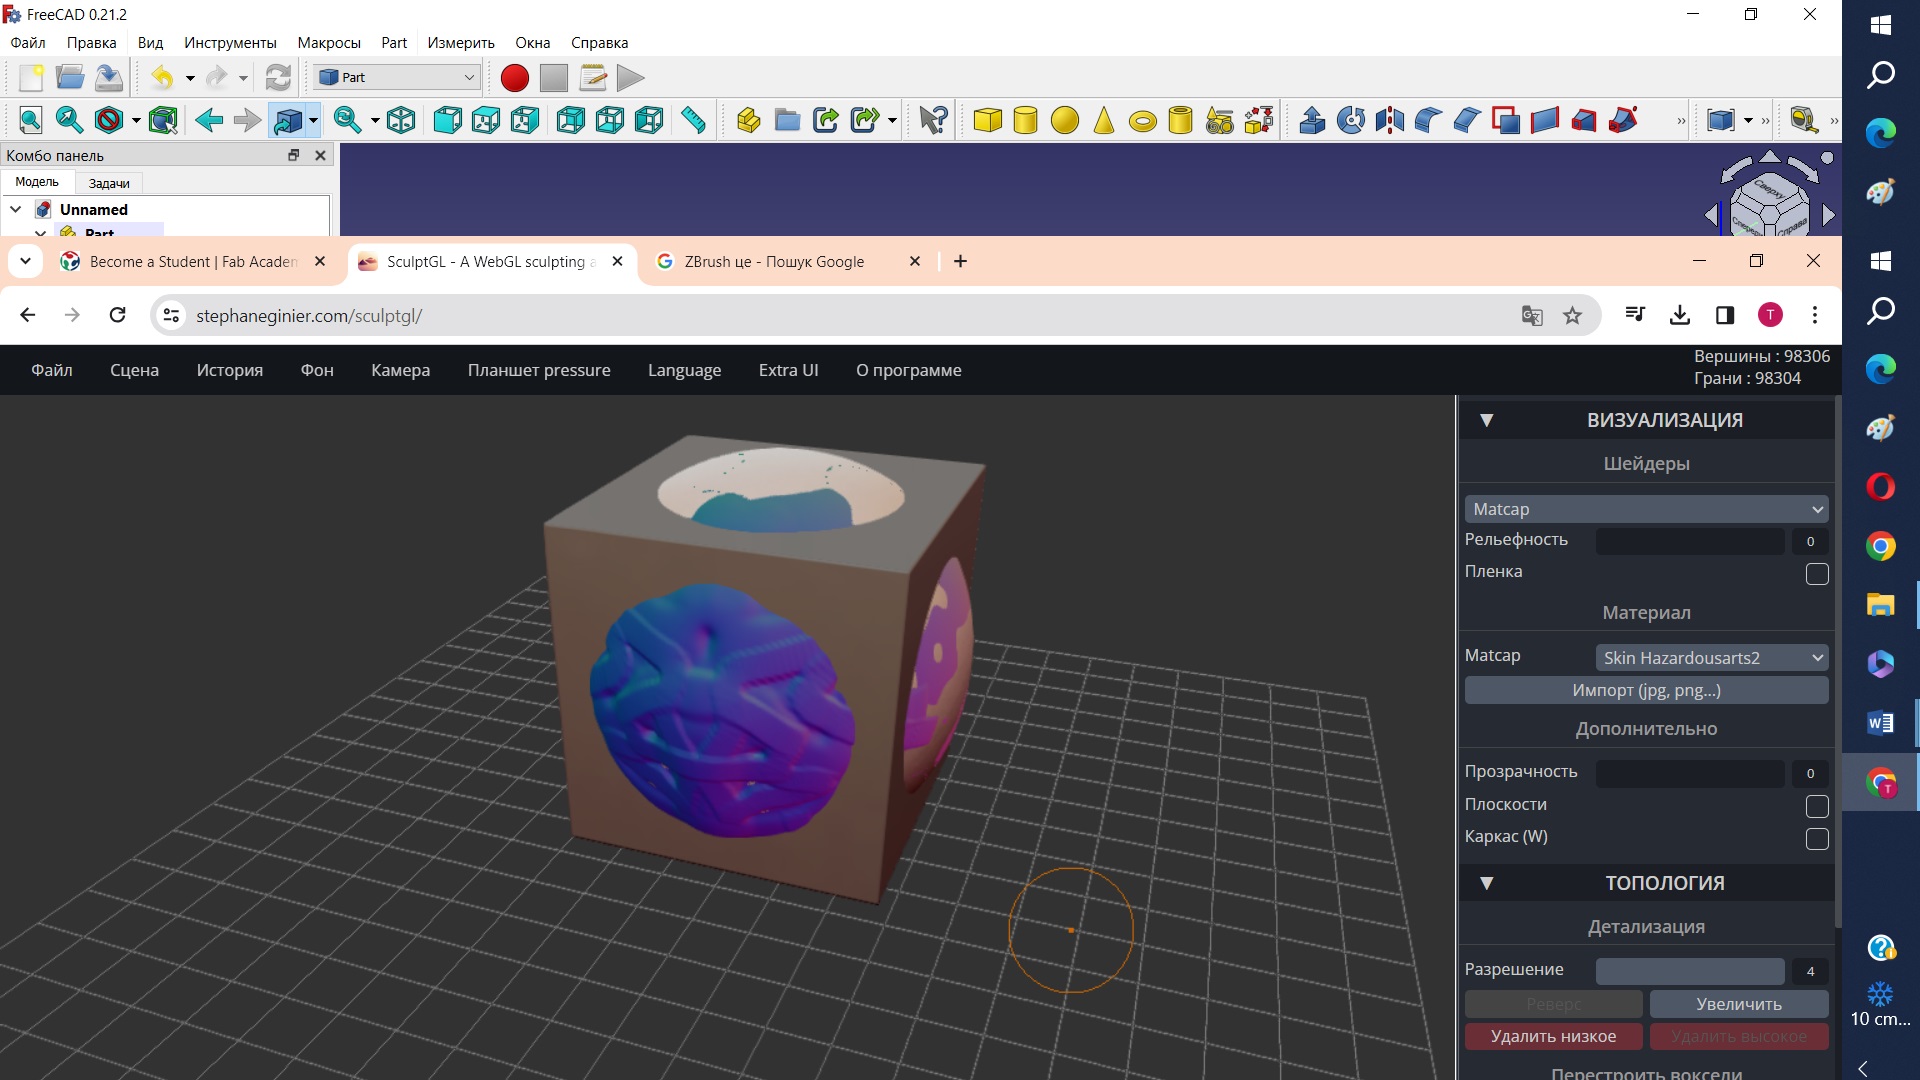 FreeCAD 0.21.2
Файл Правка Вид Инструменты Макросы Part Измерить Окна Справка
Part
Комбо панель
Модель Задачи
Unnamed
Part
Сверху
Справа
Become a Student | Fab Academ
SculptGL - A WebGL sculpting a
ZBrush це - Пошук Google
stephaneginier.com/sculptgl/
T
Файл Сцена История Фон Камера Планшет pressure Language Extra UI О программе
Вершины : 98306
Грани : 98304
ВИЗУАЛИЗАЦИЯ
Шейдеры
Matcap
Рельефность 0
Пленка
Материал
Matcap Skin Hazardousarts2
Импорт (jpg, png...)
Дополнительно
Прозрачность 0
Плоскости
Каркас (W)
ТОПОЛОГИЯ
Детализация
Разрешение 4
Реверс Увеличить
Удалить низкое Удалить высокое
Перестроить воксели
W
T
10 cm...